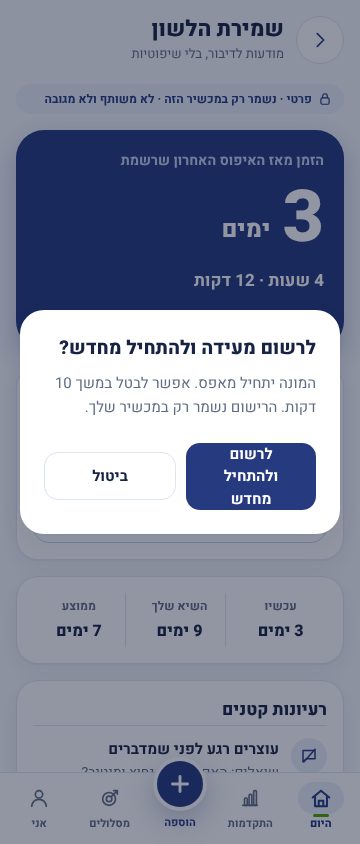 שמירת הלשון
מודעות לדיבור, בלי שיפוטיות
פרטי · נשמר רק במכשיר הזה · לא משותף ולא מגובה
הזמן מאז האיפוס האחרון שרשמת
3 ימים
4 שעות · 12 דקות
לרשום מעידה ולהתחיל מחדש?
המונה יתחיל מאפס. אפשר לבטל במשך 10
דקות. הרישום נשמר רק במכשיר שלך.
לרשום
ולהתחיל
מחדש
ביטול
עכשיו
השיא שלך
ממוצע
3 ימים
9 ימים
7 ימים
רעיונות קטנים
עוצרים רגע לפני שמדברים
היום
התקדמות
הוספה
מסלולים
אני